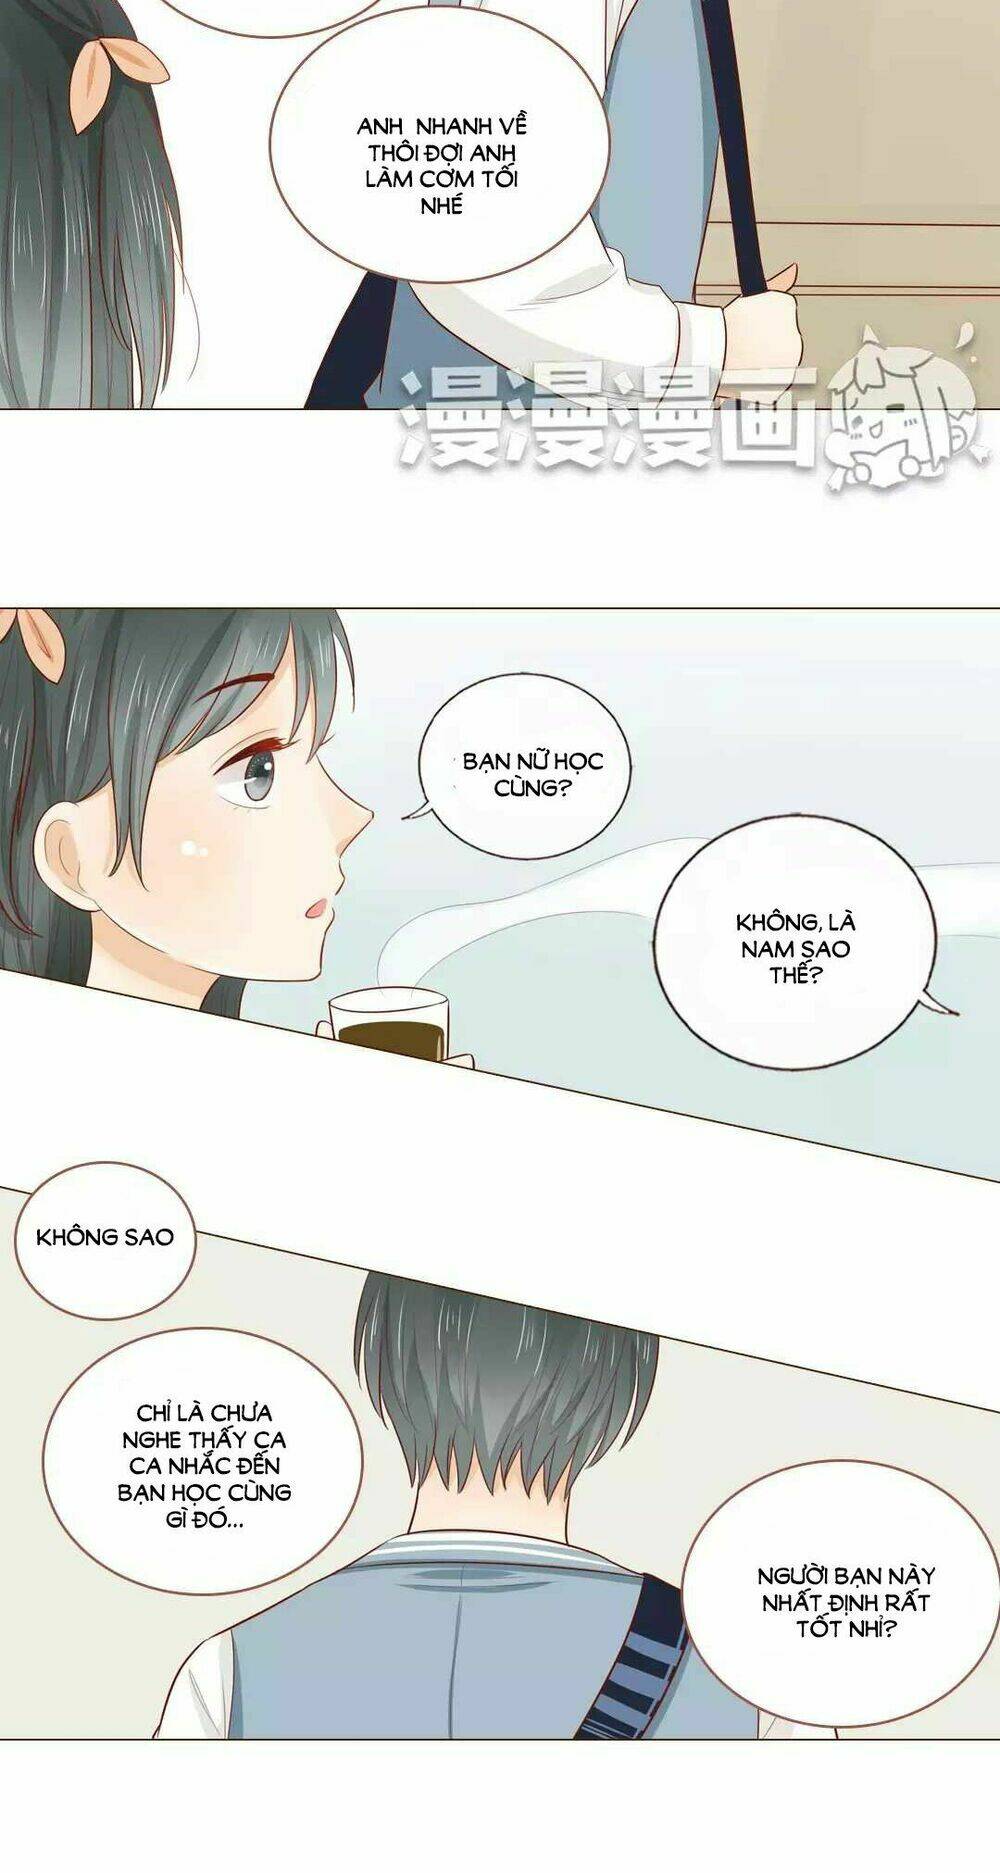 ANH NHANH VỀ
THÔI ĐỢI ANH
LÀM CƠM TỐI
NHÉ
漫漫漫画
BẠN NỮ HỌC
CÙNG?
KHÔNG, LÀ
NAM SAO
THẾ?
KHÔNG SAO
CHỈ LÀ CHƯA
NGHE THẤY CA
CA NHẮC ĐẾN
BẠN HỌC CÙNG
GÌ ĐÓ...
NGƯỜI BẠN NÀY
NHẤT ĐỊNH RẤT
TỐT NHỈ?